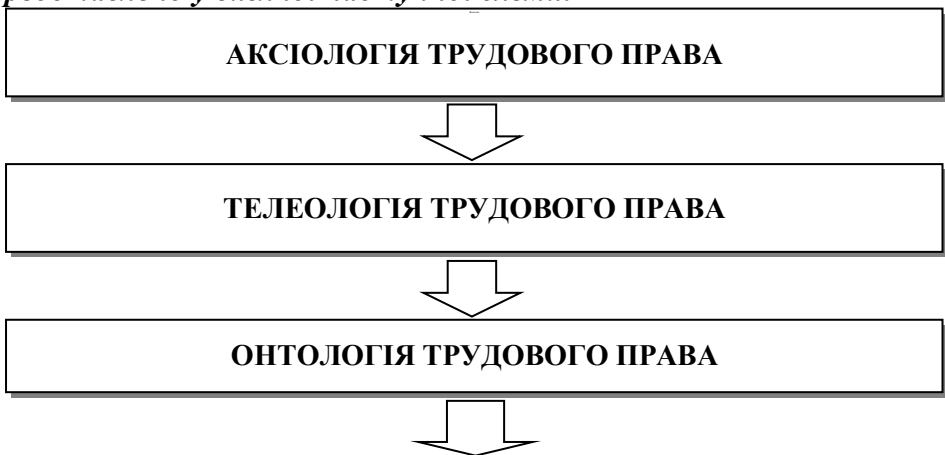 АКСІОЛОГІЯ ТРУДОВОГО ПРАВА
ТЕЛЕОЛОГІЯ ТРУДОВОГО ПРАВА
ОНТОЛОГІЯ ТРУДОВОГО ПРАВА